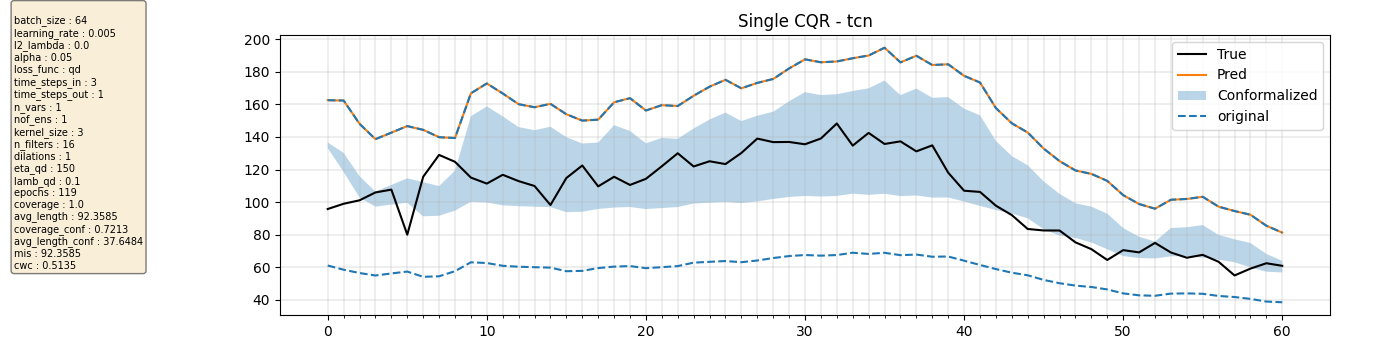 batch_size : 64
learning_rate : 0.005
l2_lambda : 0.0
alpha : 0.05
loss_func : qd
time_steps_in : 3
time_steps_out : 1
n_vars : 1
nof_ens : 1
kernel_size : 3
n_filters : 16
dilations : 1
eta_qd : 150
lamb_qd : 0.1
epochs : 119
coverage : 1.0
avg_length : 92.3585
coverage_conf : 0.7213
avg_length_conf : 37.6484
mis : 92.3585
cwc : 0.5135
Single CQR - tcn
200
180
160
140
120
100
80
60
40
0 10 20 30 40 50 60
True
Pred
Conformalized
original